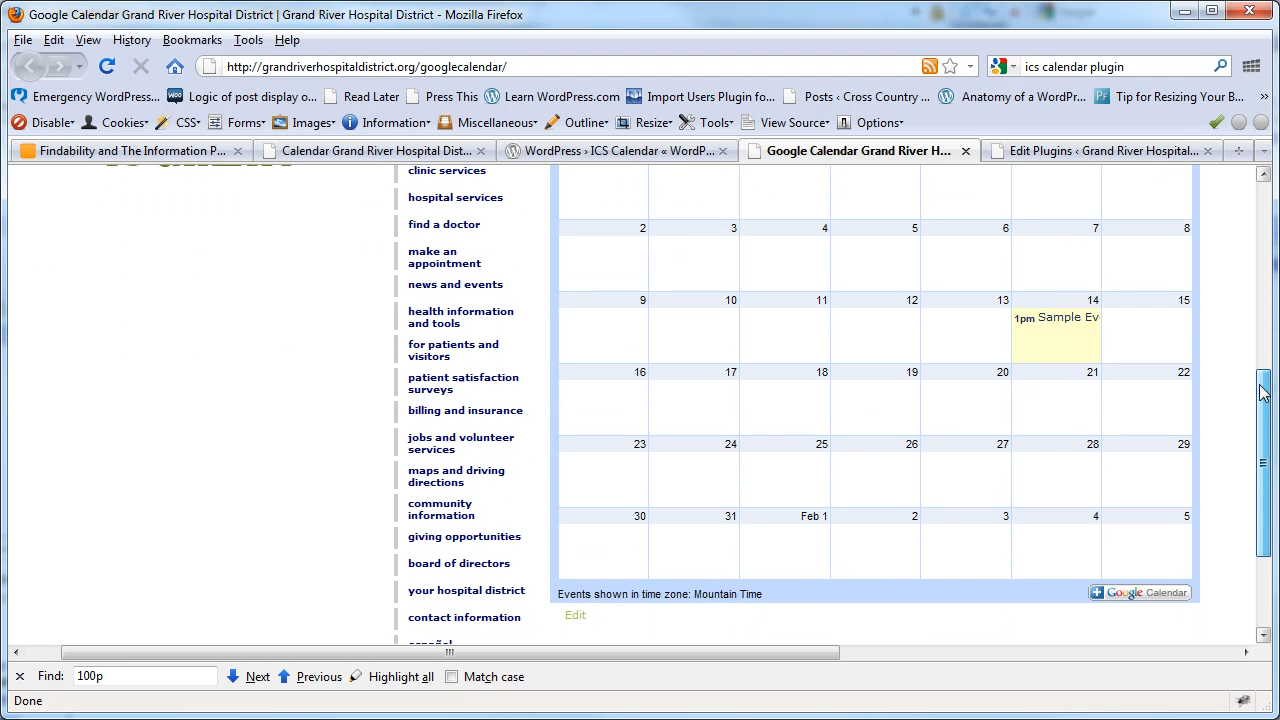 Google Calendar Grand River Hospital District | Grand River Hospital District - Mozilla Firefox
File Edit View History Bookmarks Tools Help
http://grandriverhospitaldistrict.org/googlecalendar/ ics calendar plugin
Emergency WordPress... Logic of post display o... Read Later Press This Learn WordPress.com Import Users Plugin fo... Posts ‹ Cross Country ... Anatomy of a WordPr... Tip for Resizing Your B... »
Disable Cookies CSS Forms Images Information Miscellaneous Outline Resize Tools View Source Options
Findability and The Information P... Calendar Grand River Hospital Dist... WordPress › ICS Calendar « WordP... Google Calendar Grand River H... Edit Plugins ‹ Grand River Hospital...
clinic services
hospital services
find a doctor
make an
appointment
news and events
health information
and tools
for patients and
visitors
patient satisfaction
surveys
billing and insurance
jobs and volunteer
services
maps and driving
directions
community
information
giving opportunities
board of directors
your hospital district
contact information
español
2 3 4 5 6 7 8
9 10 11 12 13 14 15
1pm Sample Ev
16 17 18 19 20 21 22
23 24 25 26 27 28 29
30 31 Feb 1 2 3 4 5
Events shown in time zone: Mountain Time
Google Calendar
Edit
Find: 100p Next Previous Highlight all Match case
Done